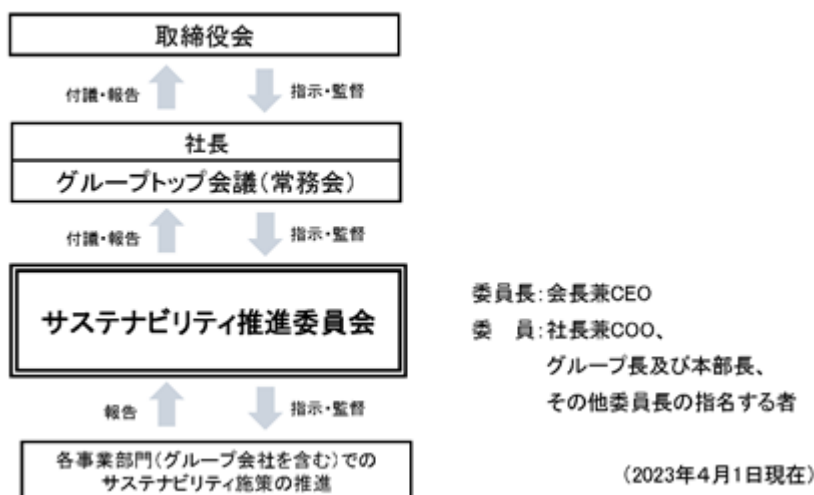 取締役会
付議・報告
指示・監督
社長
グループトップ会議(常務会)
付議・報告
指示・監督
サステナビリティ推進委員会
委員長:会長兼CEO
委　員:社長兼COO、
グループ長及び本部長、
その他委員長の指名する者
報告
指示・監督
各事業部門(グループ会社を含む)での
サステナビリティ施策の推進
(2023年4月1日現在)